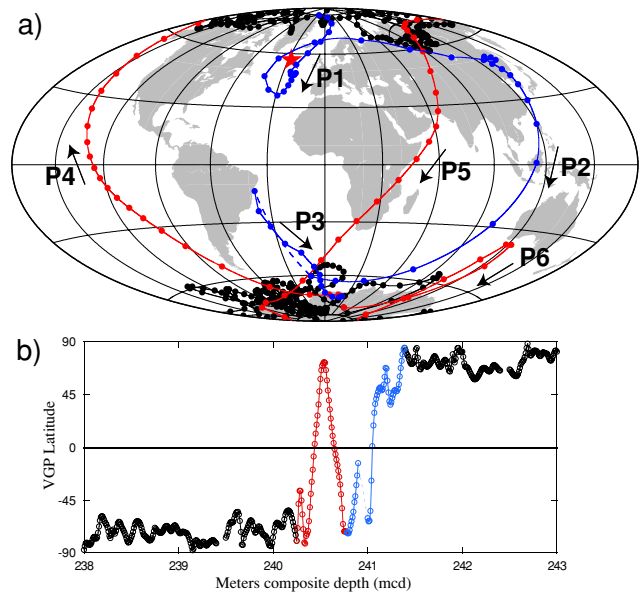 a)
P1
P2
P3
P4
P5
P6
b)
VGP Latitude
90
45
0
-45
-90
238
239
240
241
242
243
Meters composite depth (mcd)